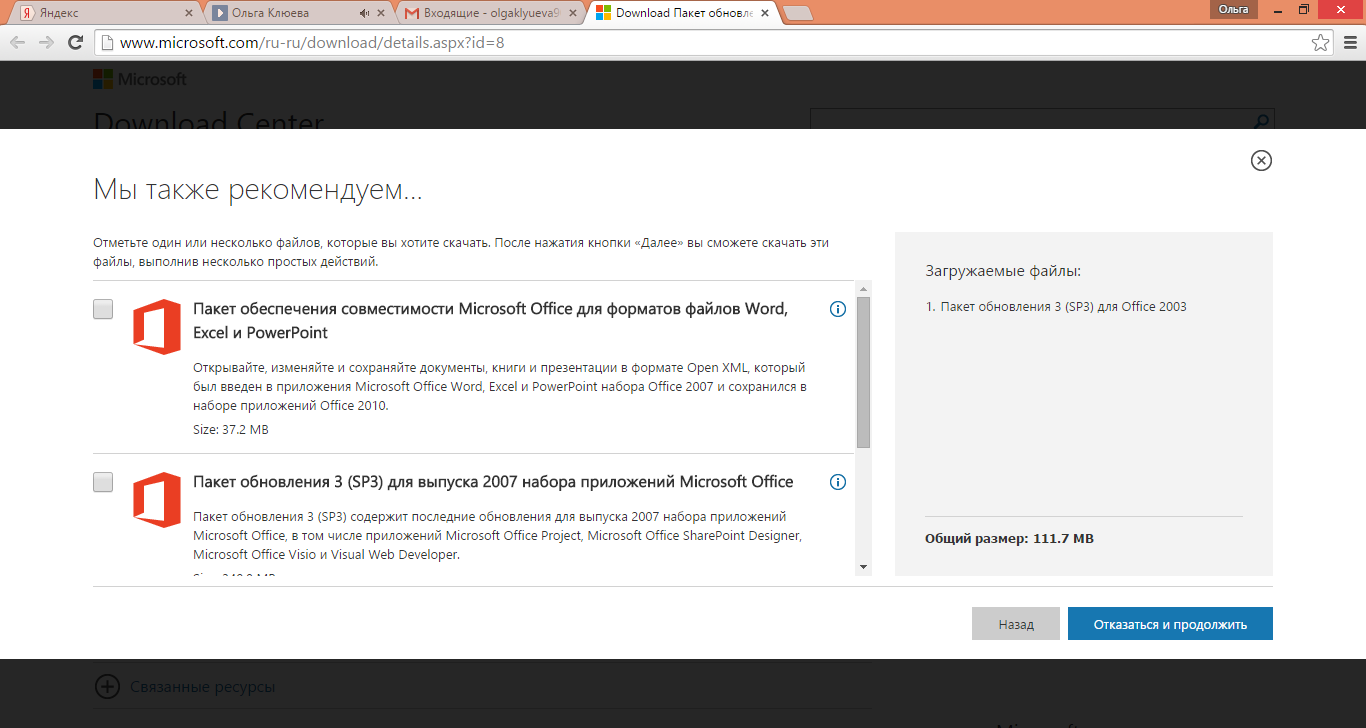 Яндекс
Ольга Клюева
Входящие - olgaklyueva9
Download Пакет обновле
Ольга
www.microsoft.com/ru-ru/download/details.aspx?id=8
Microsoft
Download Center
Мы также рекомендуем...
Отметьте один или несколько файлов, которые вы хотите скачать. После нажатия кнопки «Далее» вы сможете скачать эти
файлы, выполнив несколько простых действий.
Пакет обеспечения совместимости Microsoft Office для форматов файлов Word,
Excel и PowerPoint
Открывайте, изменяйте и сохраняйте документы, книги и презентации в формате Open XML, который
был введен в приложения Microsoft Office Word, Excel и PowerPoint набора Office 2007 и сохранился в
наборе приложений Office 2010.
Size: 37.2 MB
Пакет обновления 3 (SP3) для выпуска 2007 набора приложений Microsoft Office
Пакет обновления 3 (SP3) содержит последние обновления для выпуска 2007 набора приложений
Microsoft Office, в том числе приложений Microsoft Office Project, Microsoft Office SharePoint Designer,
Microsoft Office Visio и Visual Web Developer.
Загружаемые файлы:
1. Пакет обновления 3 (SP3) для Office 2003
Общий размер: 111.7 MB
Назад
Отказаться и продолжить
Связанные ресурсы